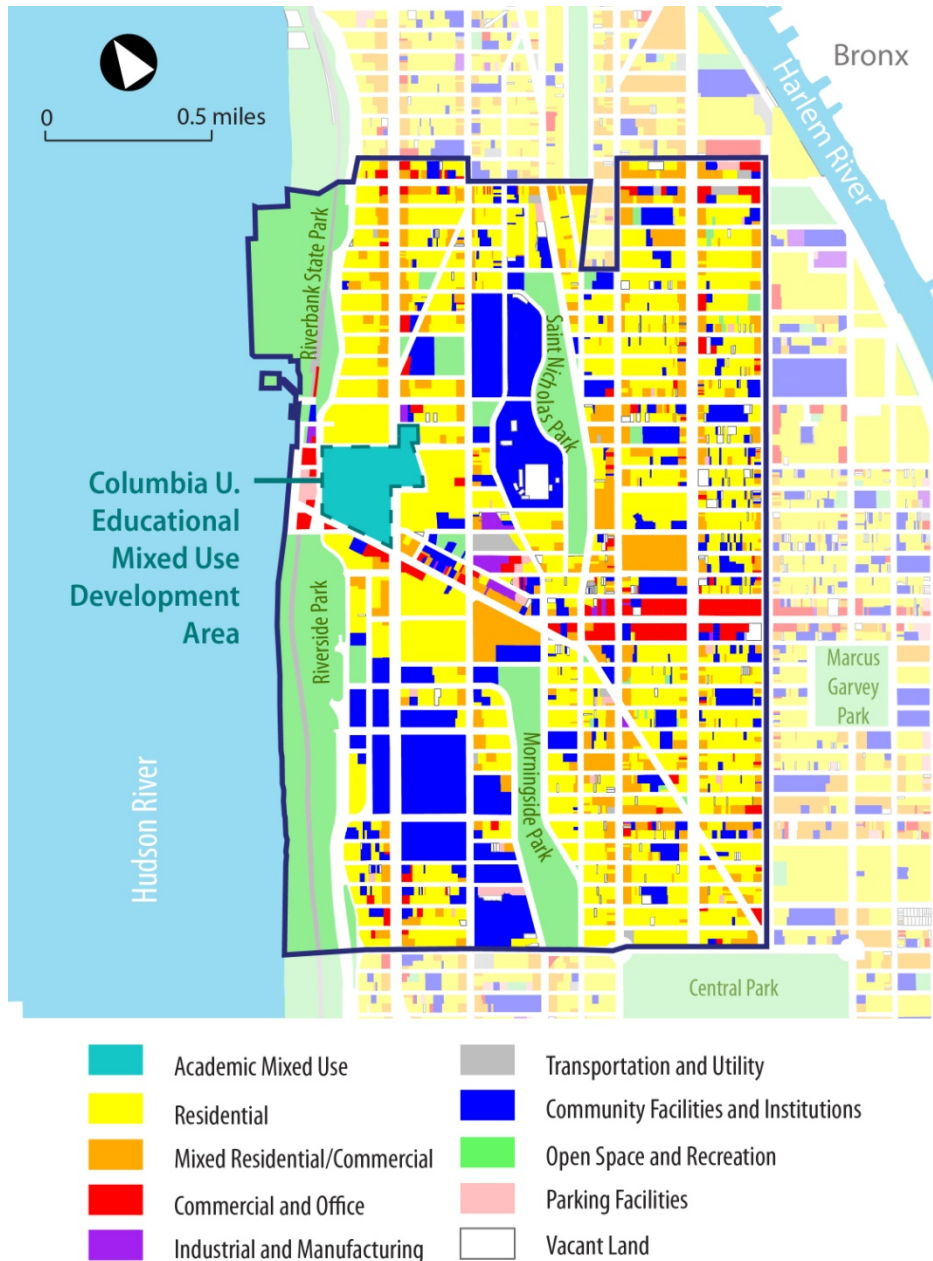 Bronx
Harlem River
0 0.5 miles
Riverbank State Park
Saint Nicholas Park
Columbia U.
Educational
Mixed Use
Development
Area
Riverside Park
Marcus
Garvey
Park
Morningside Park
Hudson River
Central Park
Academic Mixed Use
Residential
Mixed Residential/Commercial
Commercial and Office
Industrial and Manufacturing
Transportation and Utility
Community Facilities and Institutions
Open Space and Recreation
Parking Facilities
Vacant Land